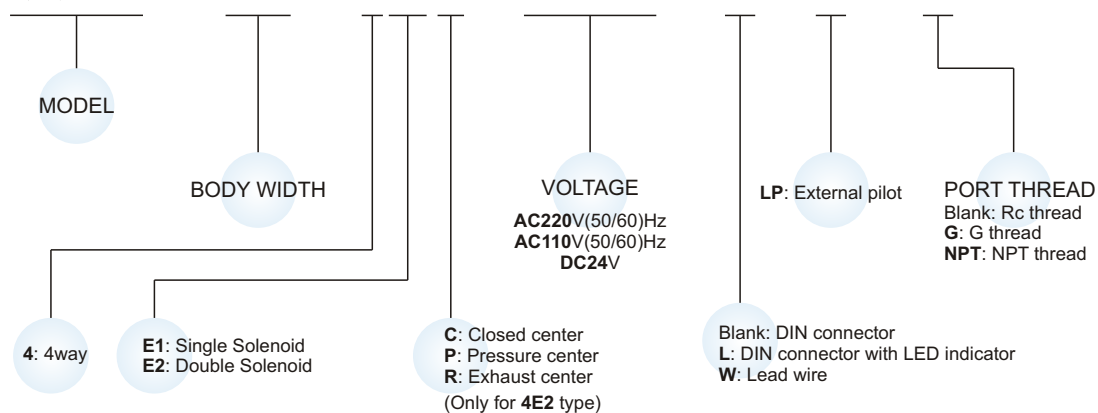 MODEL
BODY WIDTH
VOLTAGE
AC220V(50/60)Hz
AC110V(50/60)Hz
DC24V
LP: External pilot
PORT THREAD
Blank: Rc thread
G: G thread
NPT: NPT thread
4: 4way
E1: Single Solenoid
E2: Double Solenoid
C: Closed center
P: Pressure center
R: Exhaust center
(Only for 4E2 type)
Blank: DIN connector
L: DIN connector with LED indicator
W: Lead wire